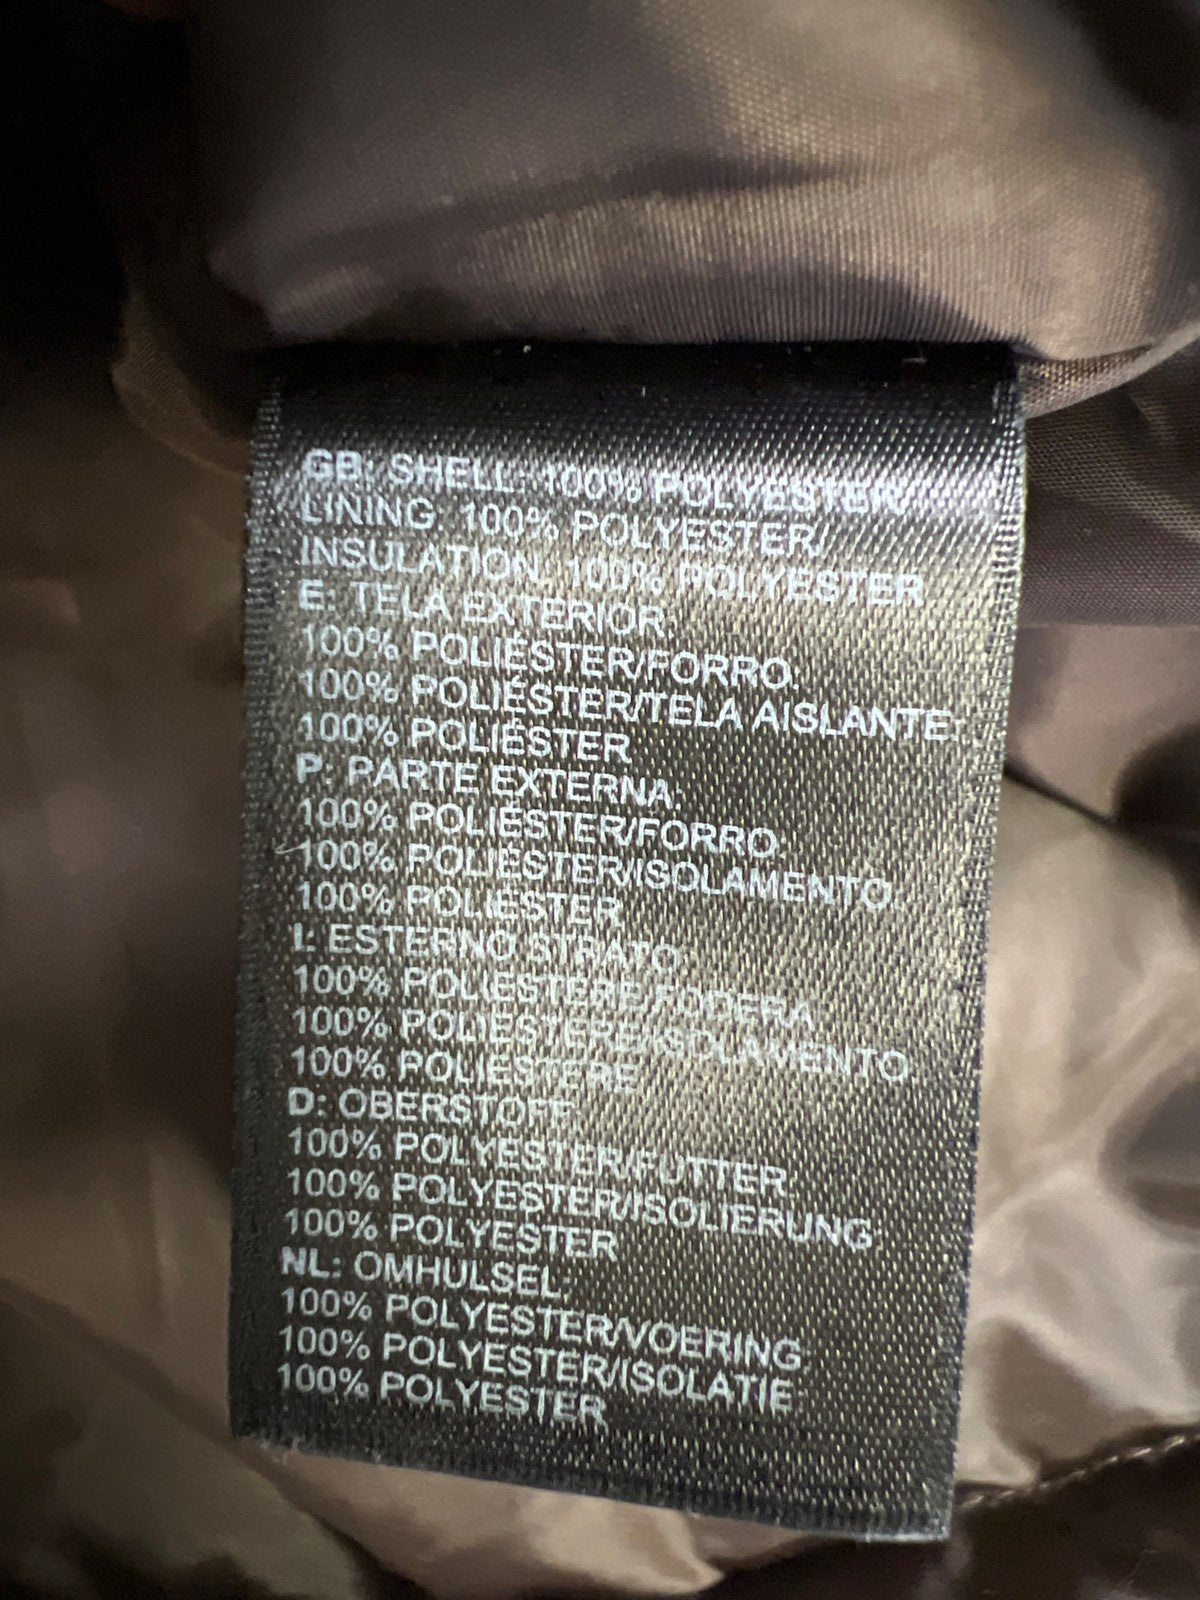 GB: SHELL: 100% POLYESTER/
LINING: 100% POLYESTER/
INSULATION: 100% POLYESTER
E: TELA EXTERIOR.
100% POLIÉSTER/FORRO.
100% POLIÉSTER/TELA AISLANTE:
100% POLIÉSTER
P: PARTE EXTERNA.
100% POLIÉSTER/FORRO.
100% POLIÉSTER/ISOLAMENTO.
100% POLIÉSTER
I: ESTERNO STRATO.
100% POLIESTERE/FODERA
100% POLIESTERE/ISOLAMENTO.
100% POLIESTERE
D: OBERSTOFF.
100% POLYESTER/FUTTER.
100% POLYESTER/ISOLIERUNG:
100% POLYESTER
NL: OMHULSEL:
100% POLYESTER/VOERING
100% POLYESTER/ISOLATIE:
100% POLYESTER